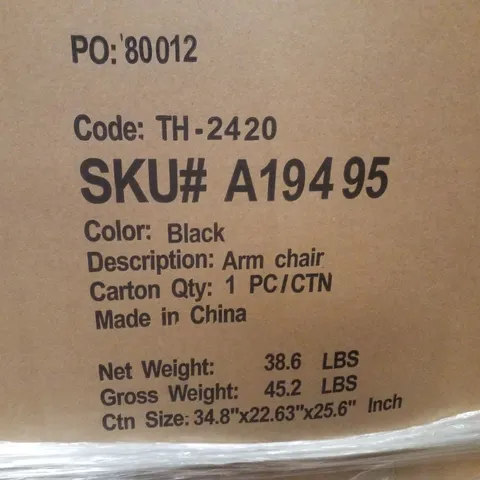 PO: '80012
Code: TH-2420
SKU# A19495
Color: Black
Description: Arm chair
Carton Qty: 1 PC/CTN
Made in China
Net Weight: 38.6 LBS
Gross Weight: 45.2 LBS
Ctn Size: 34.8"x22.63"x25.6" Inch